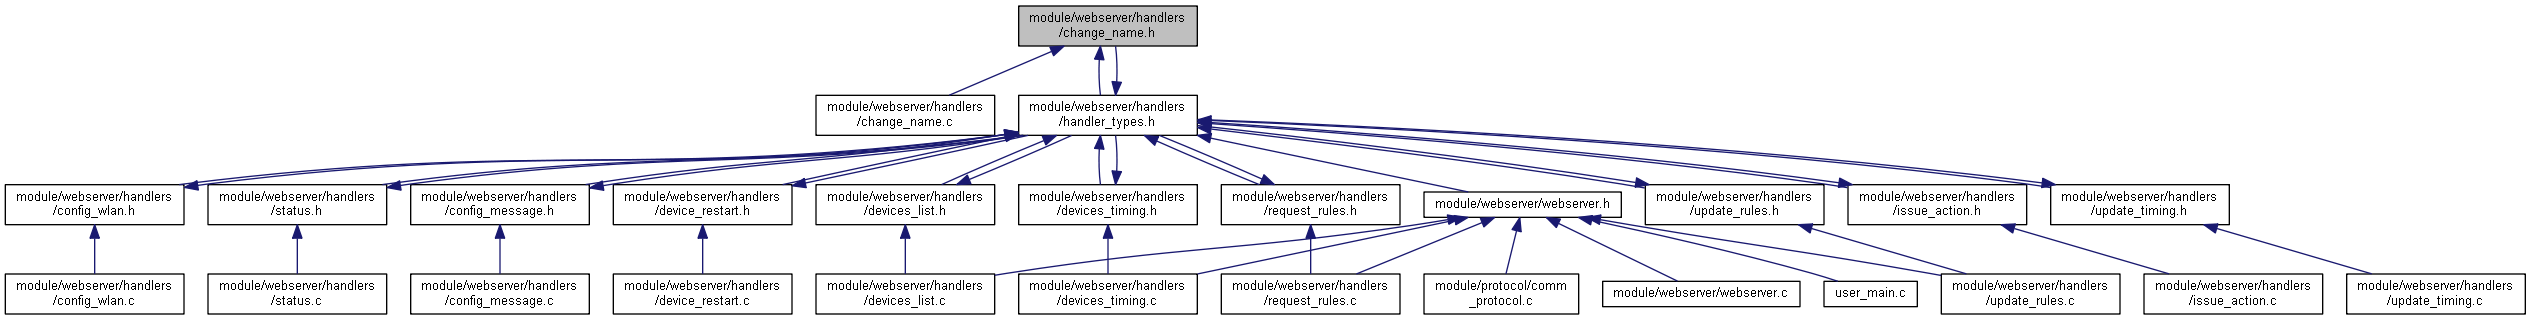 module/webserver/handlers
/change_name.h
module/webserver/handlers
/change_name.c
module/webserver/handlers
/handler_types.h
module/webserver/handlers
/config_wlan.h
module/webserver/handlers
/status.h
module/webserver/handlers
/config_message.h
module/webserver/handlers
/device_restart.h
module/webserver/handlers
/devices_list.h
module/webserver/handlers
/devices_timing.h
module/webserver/handlers
/request_rules.h
module/webserver/webserver.h
module/webserver/handlers
/update_rules.h
module/webserver/handlers
/issue_action.h
module/webserver/handlers
/update_timing.h
module/webserver/handlers
/config_wlan.c
module/webserver/handlers
/status.c
module/webserver/handlers
/config_message.c
module/webserver/handlers
/device_restart.c
module/webserver/handlers
/devices_list.c
module/webserver/handlers
/devices_timing.c
module/webserver/handlers
/request_rules.c
module/protocol/comm
_protocol.c
module/webserver/webserver.c
user_main.c
module/webserver/handlers
/update_rules.c
module/webserver/handlers
/issue_action.c
module/webserver/handlers
/update_timing.c